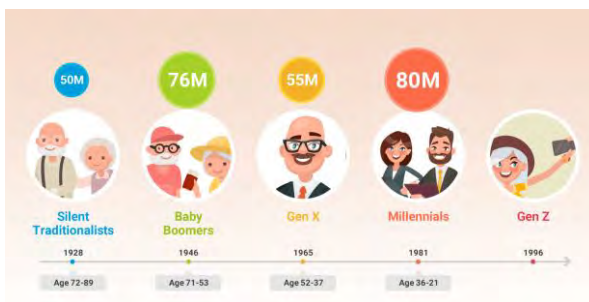 50M
76M
55M
80M
Silent
Traditionalists
Baby
Boomers
Gen X
Millennials
Gen Z
1928
1946
1965
1981
1996
Age 72-89
Age 71-53
Age 52-37
Age 36-21